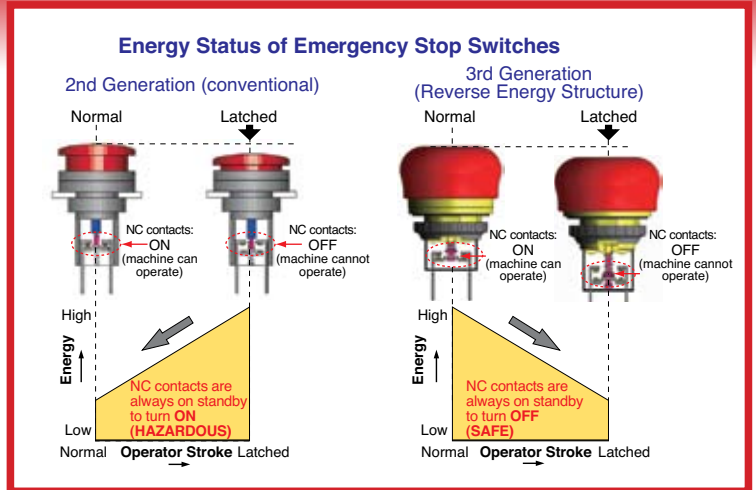 Energy Status of Emergency Stop Switches
2nd Generation (conventional)
Normal
Latched
NC contacts:
ON
(machine can
operate)
NC contacts:
OFF
(machine cannot
operate)
High
Energy
Low
NC contacts are
always on standby
to turn ON
(HAZARDOUS)
Normal Operator Stroke Latched
3rd Generation
(Reverse Energy Structure)
Normal
Latched
NC contacts:
ON
(machine can
operate)
NC contacts:
OFF
(machine cannot
operate)
High
Energy
Low
NC contacts are
always on standby
to turn OFF
(SAFE)
Normal Operator Stroke Latched